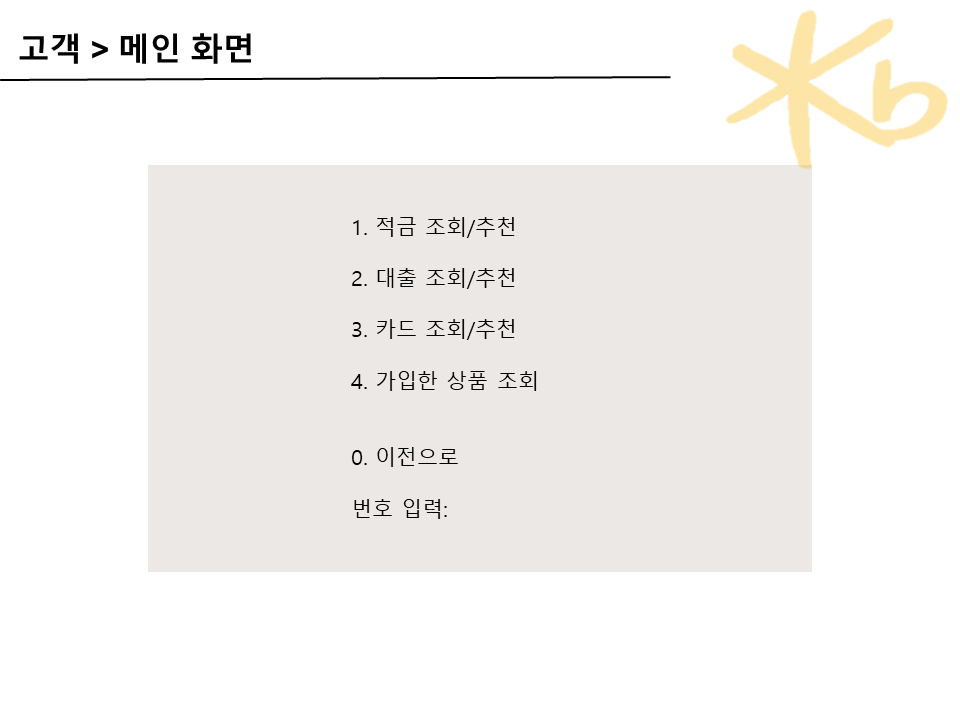 고객 > 메인 화면
Kb
1. 적금 조회/추천
2. 대출 조회/추천
3. 카드 조회/추천
4. 가입한 상품 조회
0. 이전으로
번호 입력: